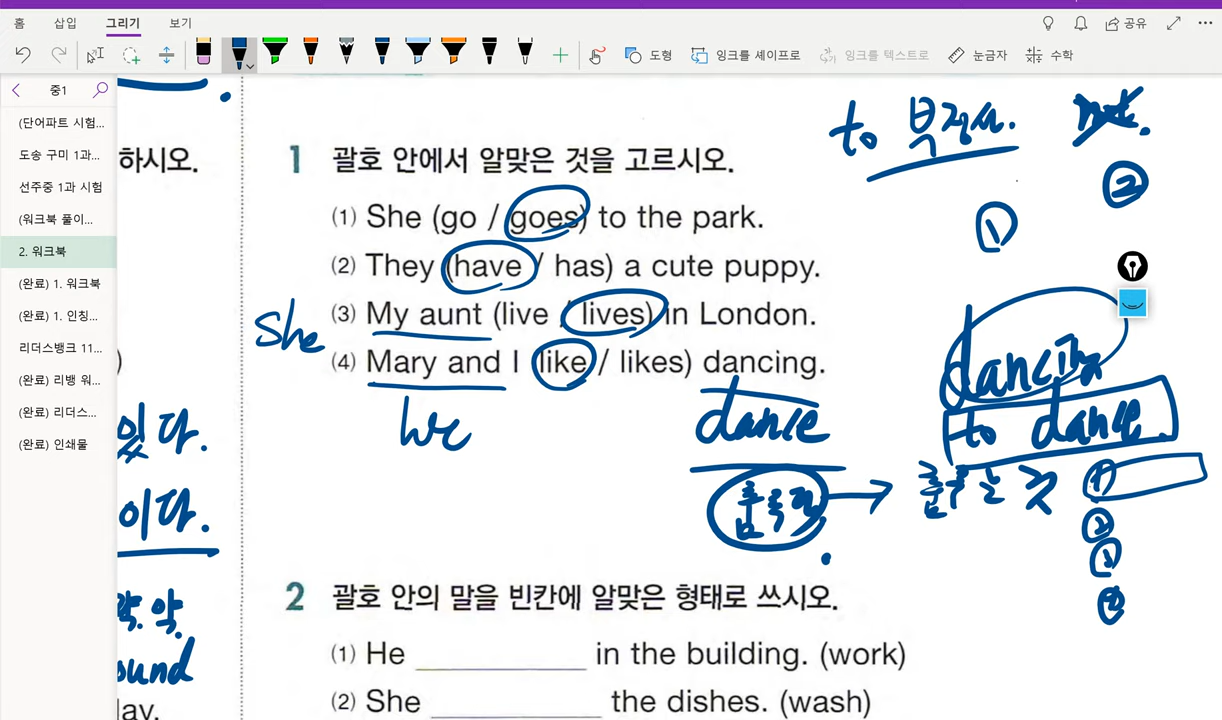 홈 삽입 그리기 보기
공유
도형 잉크를 셰이프로 잉크를 텍스트로 눈금자 수학
중1
(단어파트 시험...
도송 구미 1과...
선주중 1과 시험
(워크북 풀이...
2. 워크북
(완료) 1. 워크북
(완료) 1. 인칭...
리더스뱅크 11...
(완료) 리뱅 워...
(완료) 리더스...
(완료) 인쇄물
하시오.
)
있다.
이다.
약.
ound
lay.
to 부정사.
②
①
1 괄호 안에서 알맞은 것을 고르시오.
(1) She (go / goes) to the park.
(2) They (have / has) a cute puppy.
She (3) My aunt (live / lives) in London.
(4) Mary and I (like / likes) dancing.
we
dance
dancing
to dance.
춤추는 것
①
②
2 괄호 안의 말을 빈칸에 알맞은 형태로 쓰시오.
(1) He ________ in the building. (work)
(2) She ________ the dishes. (wash)